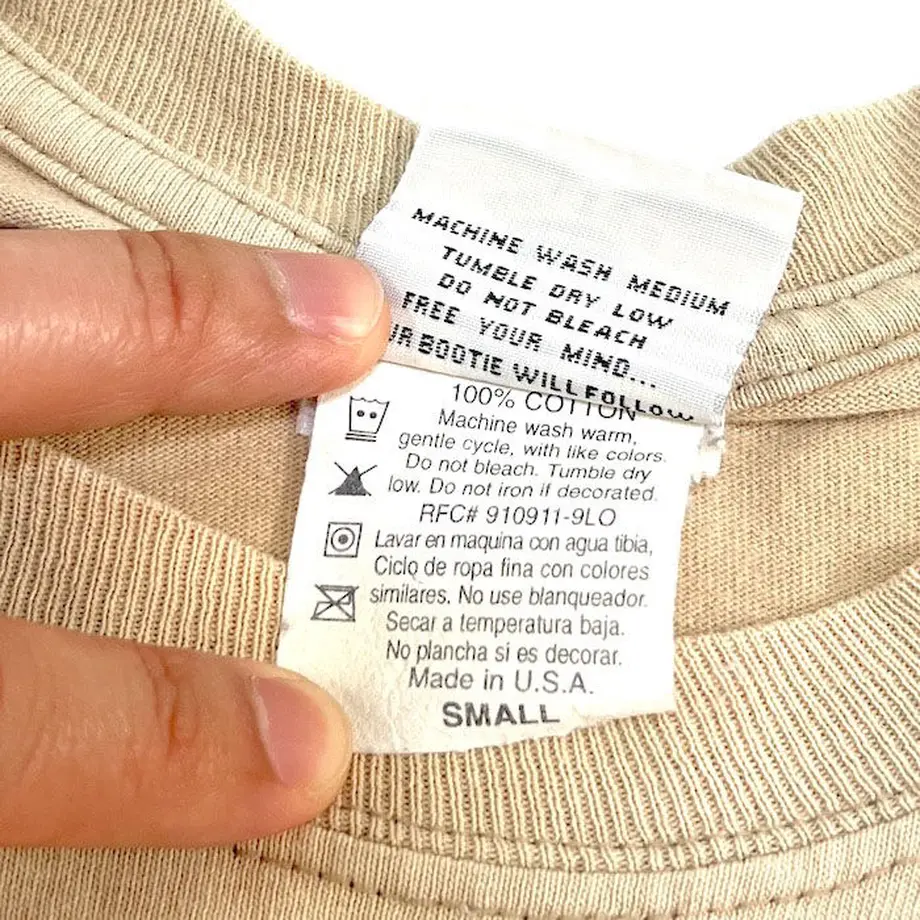 MACHINE WASH MEDIUM
TUMBLE DRY LOW
DO NOT BLEACH
FREE YOUR MIND...
UR BOOTIE WILL FOLLOW
100% COTTON
Machine wash warm,
gentle cycle, with like colors.
Do not bleach. Tumble dry
low. Do not iron if decorated.
RFC# 910911-9LO
Lavar en maquina con agua tibia,
Ciclo de ropa fina con colores
similares. No use blanqueador.
Secar a temperatura baja.
No plancha si es decorar.
Made in U.S.A.
SMALL